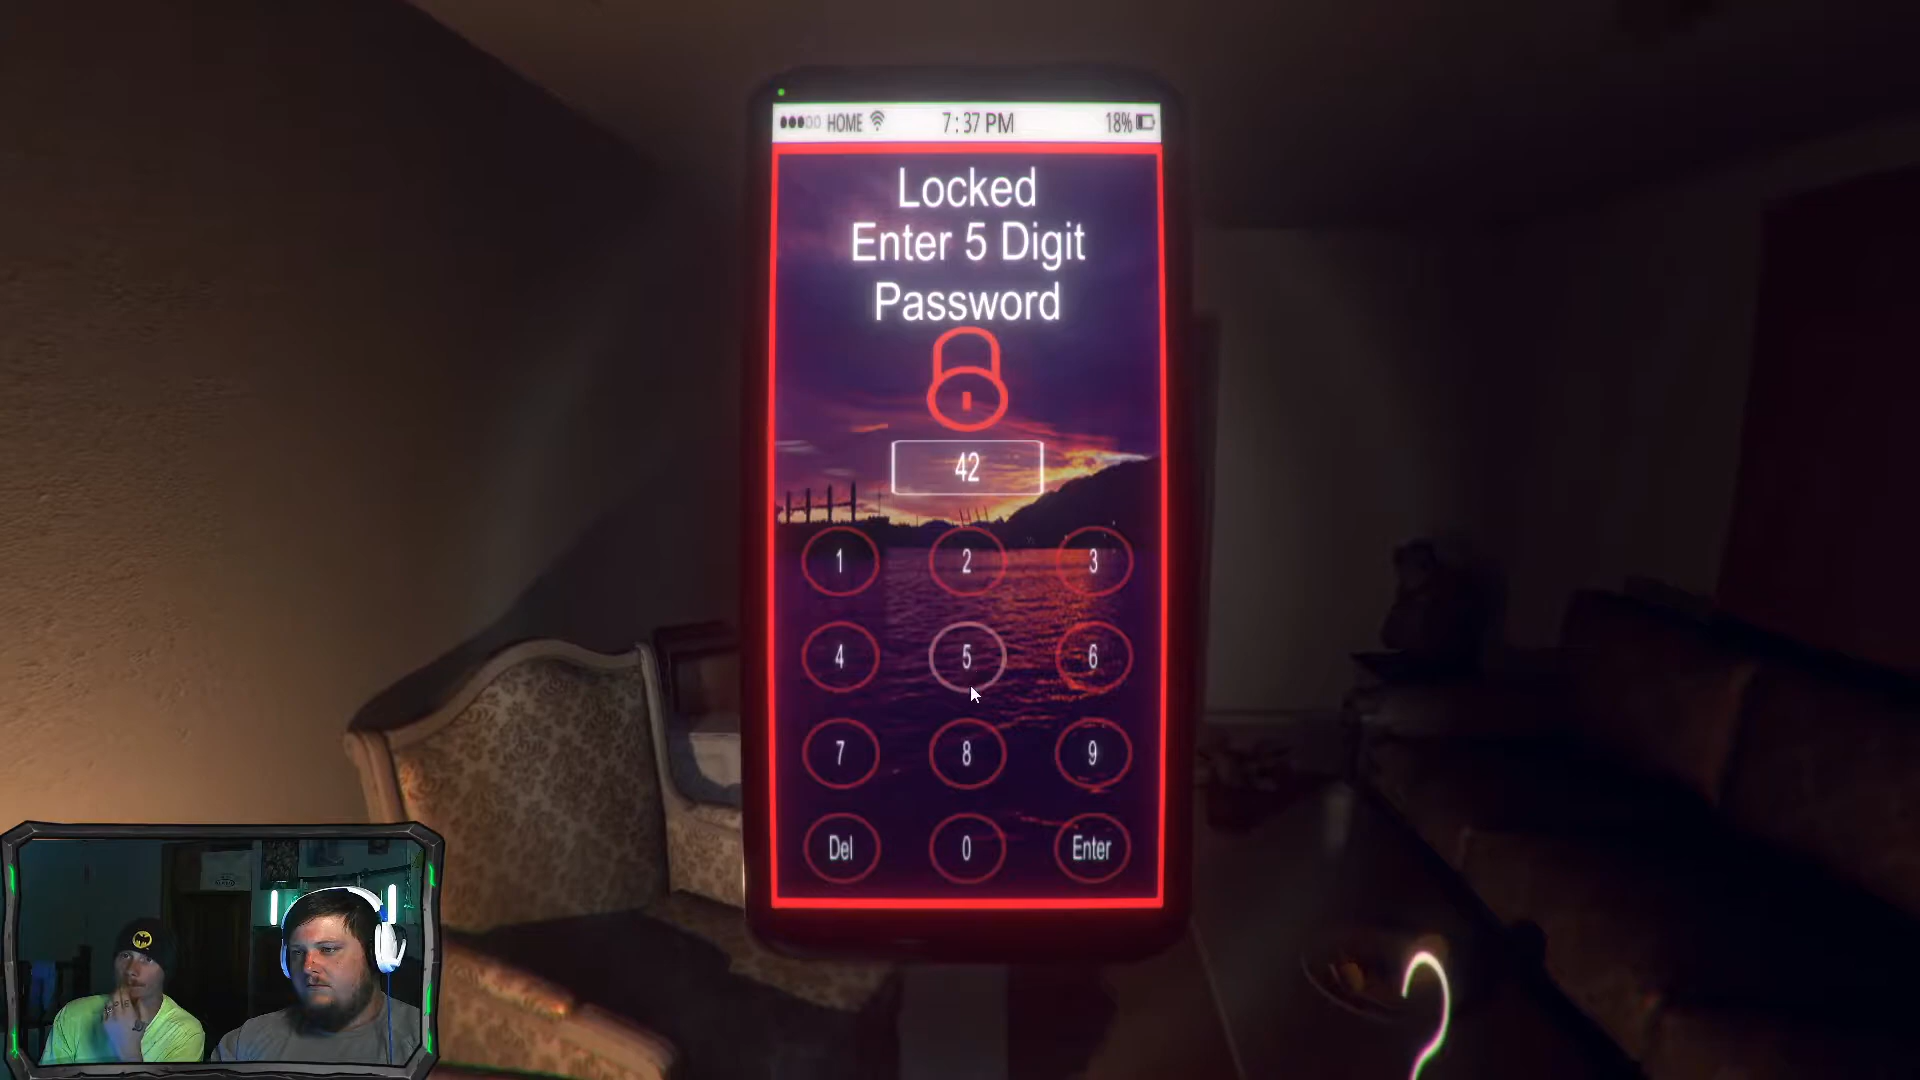 HOME 7:37 PM 18%
Locked
Enter 5 Digit
Password
42
1 2 3
4 5 6
7 8 9
Del 0 Enter
?